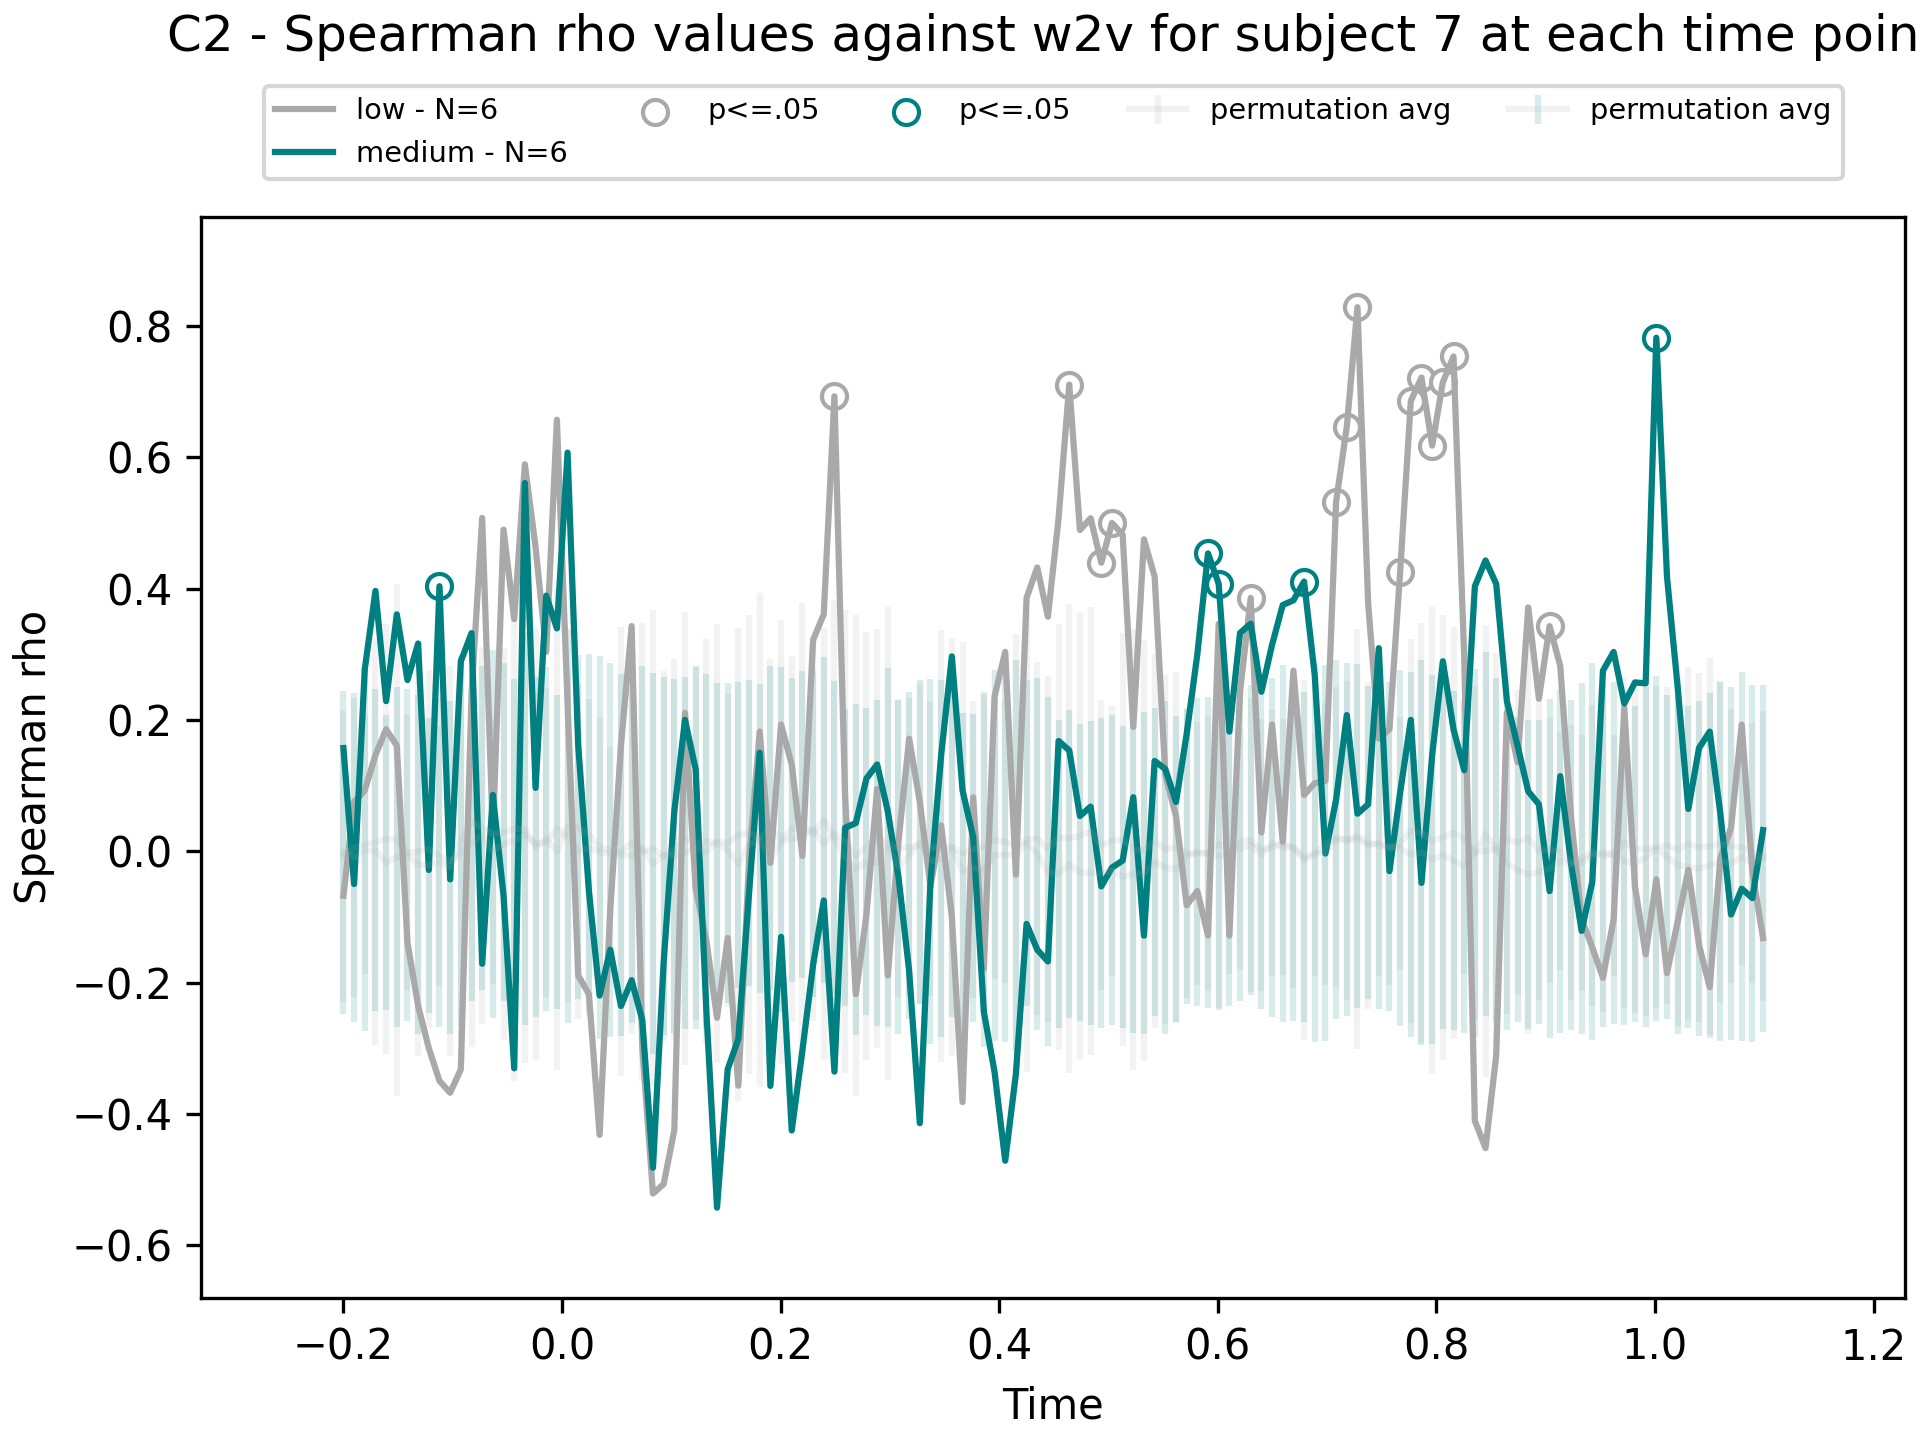 C2 - Spearman rho values against w2v for subject 7 at each time poin
low - N=6
medium - N=6
p<=.05
p<=.05
permutation avg
permutation avg
Spearman rho
0.8
0.6
0.4
0.2
0.0
−0.2
−0.4
−0.6
−0.2 0.0 0.2 0.4 0.6 0.8 1.0 1.2
Time